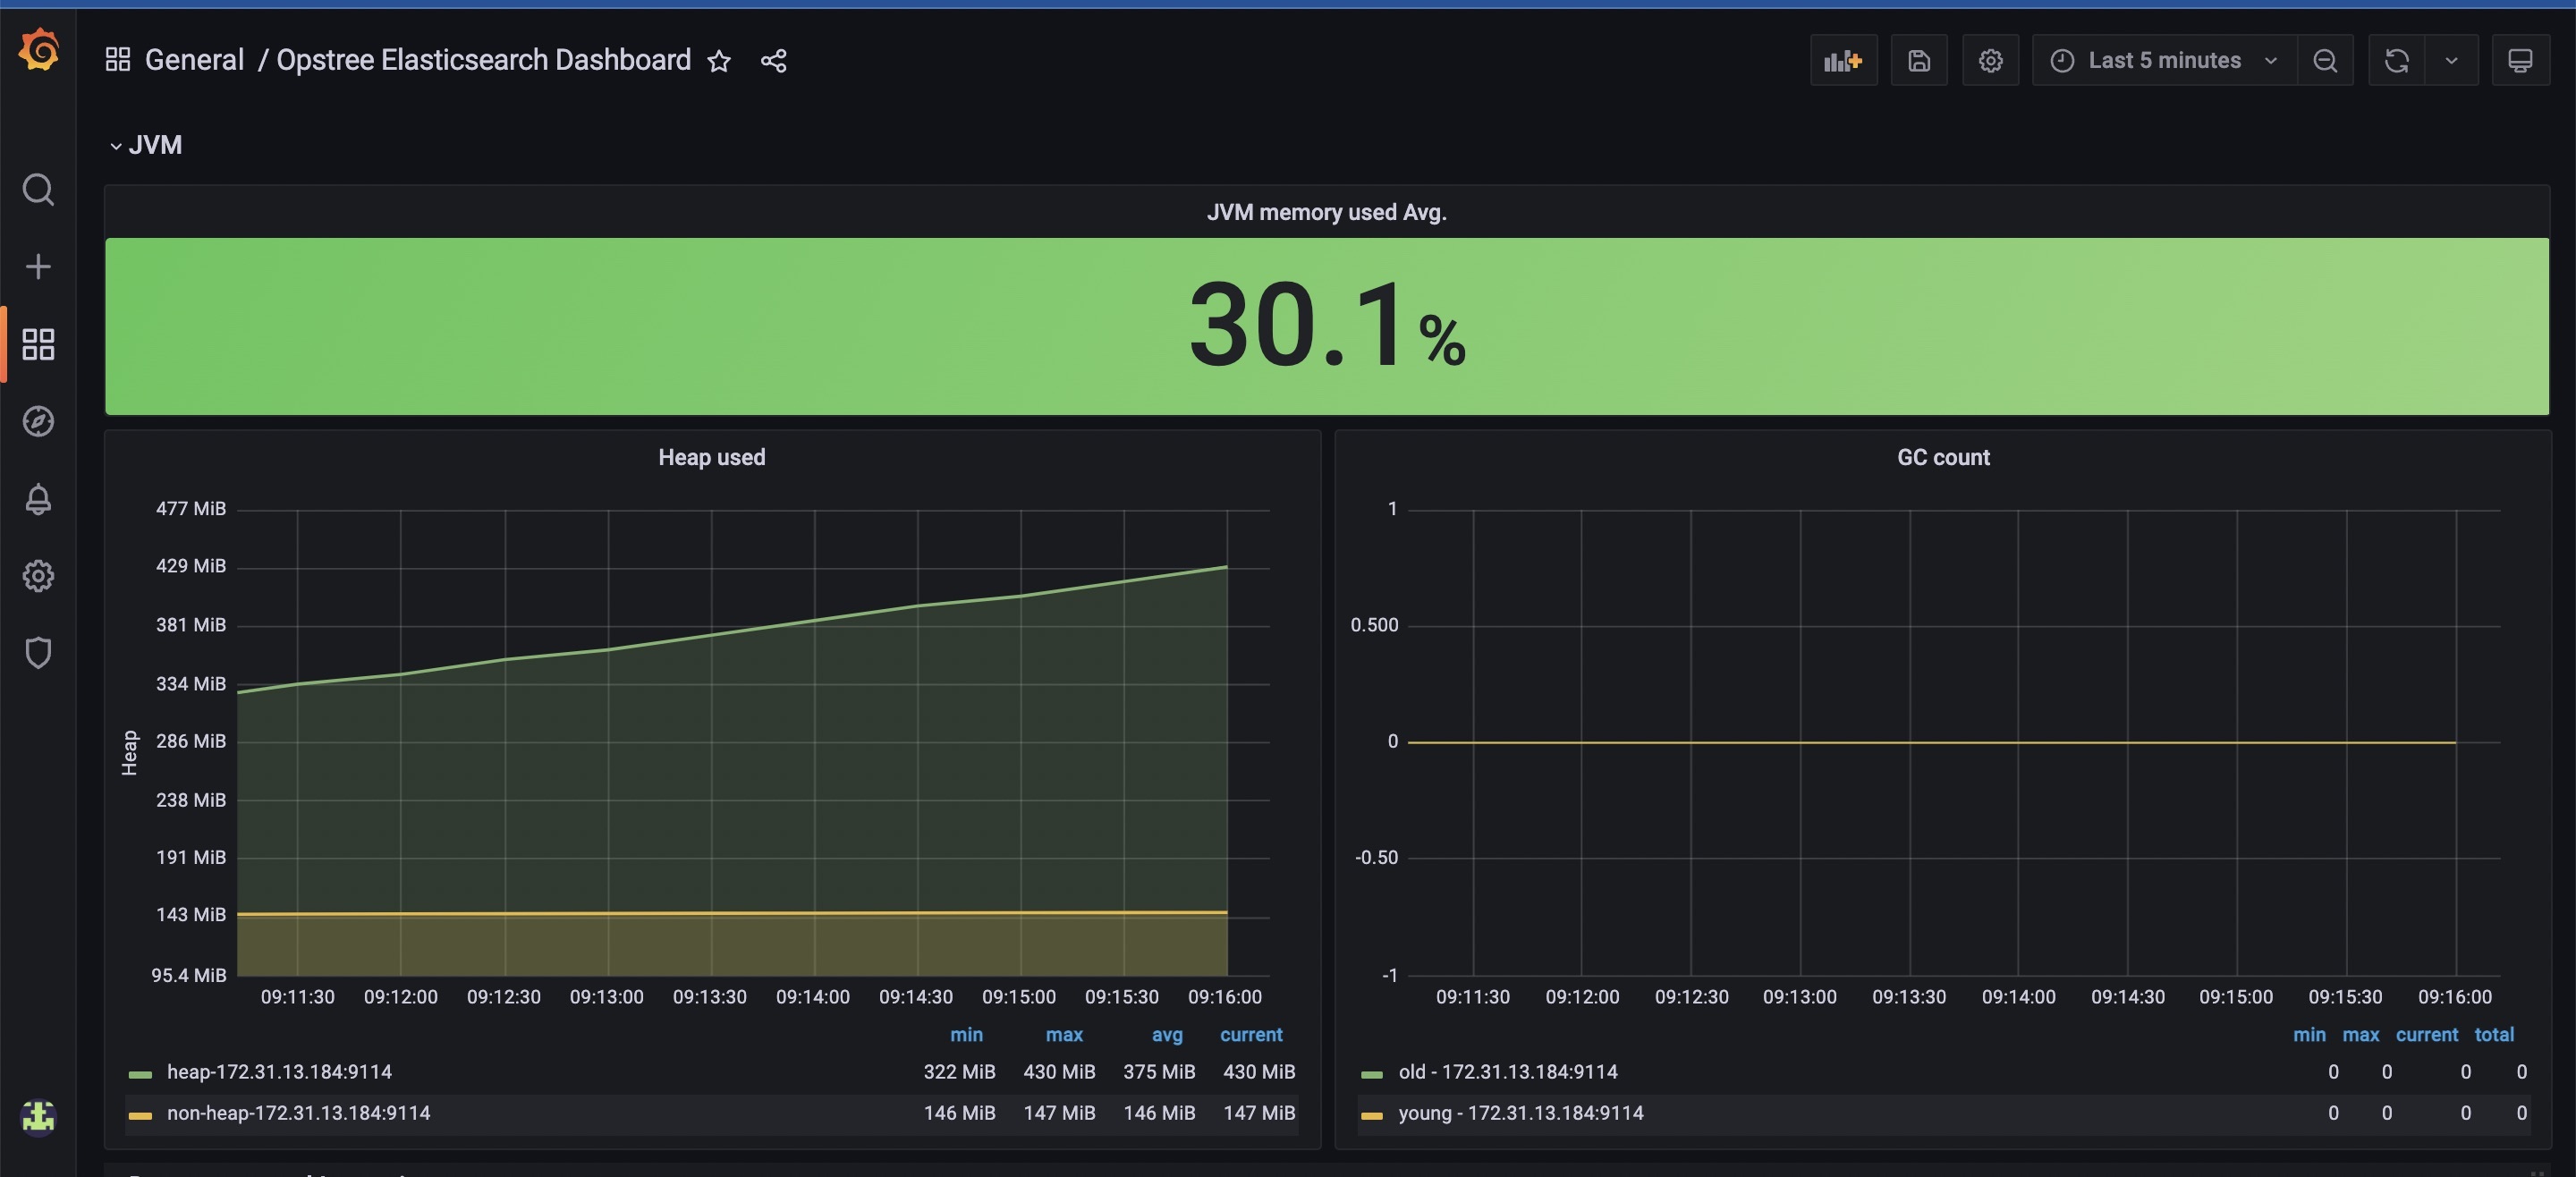 General / Opstree Elasticsearch Dashboard
Last 5 minutes
JVM
JVM memory used Avg.
30.1%
Heap used
477 MiB
429 MiB
381 MiB
334 MiB
286 MiB
238 MiB
191 MiB
143 MiB
95.4 MiB
Heap
09:11:30 09:12:00 09:12:30 09:13:00 09:13:30 09:14:00 09:14:30 09:15:00 09:15:30 09:16:00
min max avg current
heap-172.31.13.184:9114 322 MiB 430 MiB 375 MiB 430 MiB
non-heap-172.31.13.184:9114 146 MiB 147 MiB 146 MiB 147 MiB
GC count
1
0.500
0
-0.50
-1
09:11:30 09:12:00 09:12:30 09:13:00 09:13:30 09:14:00 09:14:30 09:15:00 09:15:30 09:16:00
min max current total
old - 172.31.13.184:9114 0 0 0 0
young - 172.31.13.184:9114 0 0 0 0